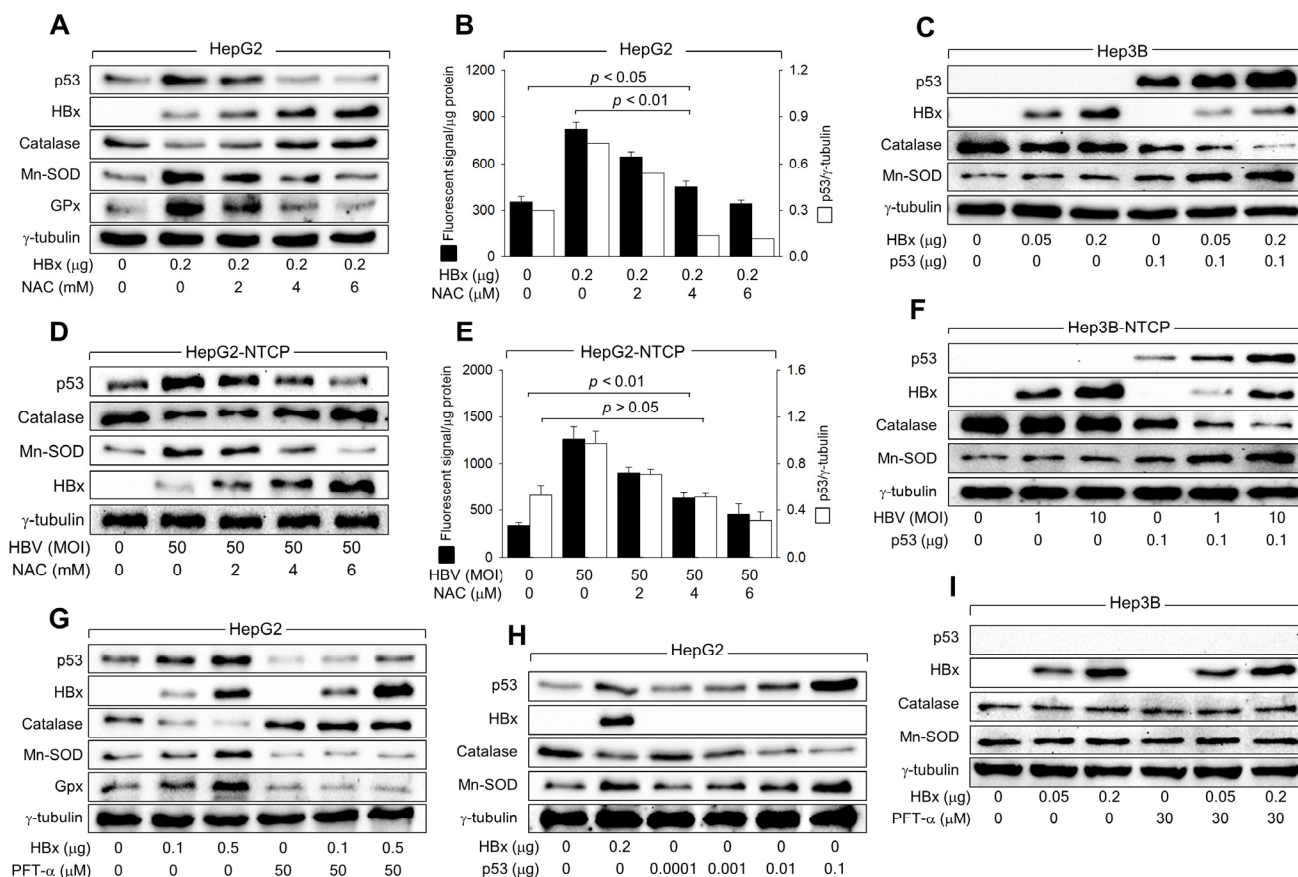 A
HepG2
p53
HBx
Catalase
Mn-SOD
GPx
γ-tubulin
HBx (μg) 0 0.2 0.2 0.2 0.2
NAC (mM) 0 0 2 4 6
B
HepG2
1200 1.2
p < 0.05
p < 0.01
900 0.9
600 0.6
300 0.3
0 0.0
Fluorescent signal/μg protein
p53/γ-tubulin
HBx (μg) 0 0.2 0.2 0.2 0.2
NAC (μM) 0 0 2 4 6
C
Hep3B
p53
HBx
Catalase
Mn-SOD
γ-tubulin
HBx (μg) 0 0.05 0.2 0 0.05 0.2
p53 (μg) 0 0 0 0.1 0.1 0.1
D
HepG2-NTCP
p53
Catalase
Mn-SOD
HBx
γ-tubulin
HBV (MOI) 0 50 50 50 50
NAC (mM) 0 0 2 4 6
E
HepG2-NTCP
2000 1.6
p < 0.01
p > 0.05
1500 1.2
1000 0.8
500 0.4
0 0.0
Fluorescent signal/μg protein
p53/γ-tubulin
HBV (MOI) 0 50 50 50 50
NAC (μM) 0 0 2 4 6
F
Hep3B-NTCP
p53
HBx
Catalase
Mn-SOD
γ-tubulin
HBV (MOI) 0 1 10 0 1 10
p53 (μg) 0 0 0 0.1 0.1 0.1
G
HepG2
p53
HBx
Catalase
Mn-SOD
Gpx
γ-tubulin
HBx (μg) 0 0.1 0.5 0 0.1 0.5
PFT-α (μM) 0 0 0 50 50 50
H
HepG2
p53
HBx
Catalase
Mn-SOD
γ-tubulin
HBx (μg) 0 0.2 0 0 0 0
p53 (μg) 0 0 0.0001 0.001 0.01 0.1
I
Hep3B
p53
HBx
Catalase
Mn-SOD
γ-tubulin
HBx (μg) 0 0.05 0.2 0 0.05 0.2
PFT-α (μM) 0 0 0 30 30 30